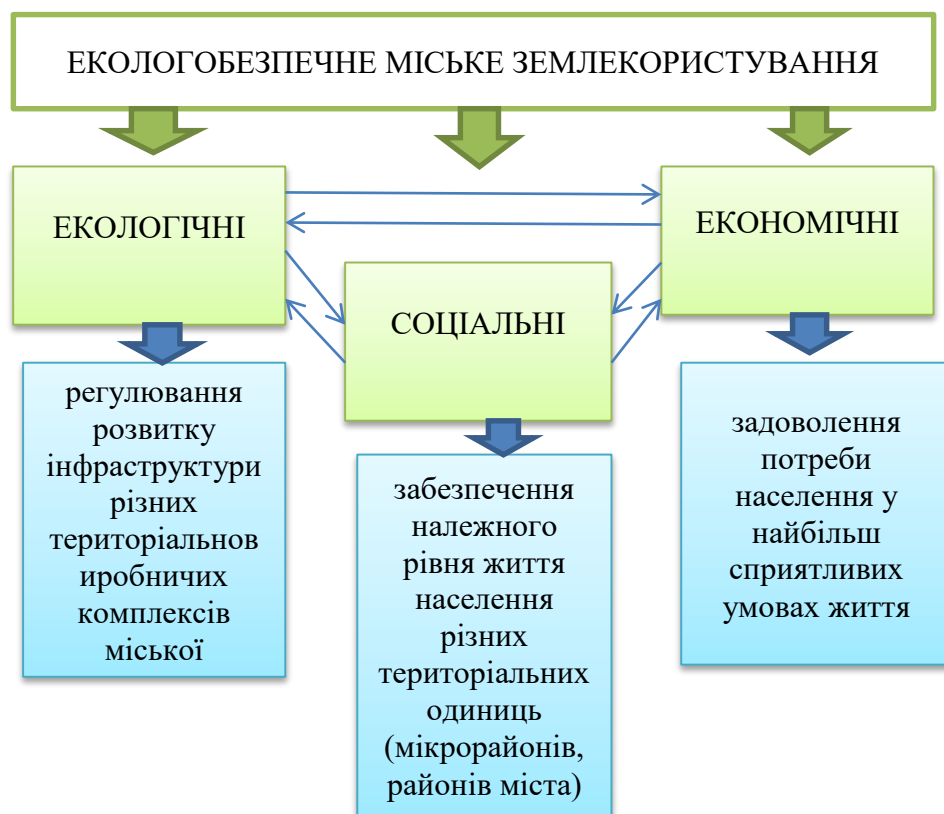 ЕКОЛОГОБЕЗПЕЧНЕ МІСЬКЕ ЗЕМЛЕКОРИСТУВАННЯ
ЕКОЛОГІЧНІ
ЕКОНОМІЧНІ
СОЦІАЛЬНІ
регулювання
розвитку
інфраструктури
різних
територіальнов
иробничих
комплексів
міської
забезпечення
належного
рівня життя
населення
різних
територіальних
одиниць
(мікрорайонів,
районів міста)
задоволення
потреби
населення у
найбільш
сприятливих
умовах життя